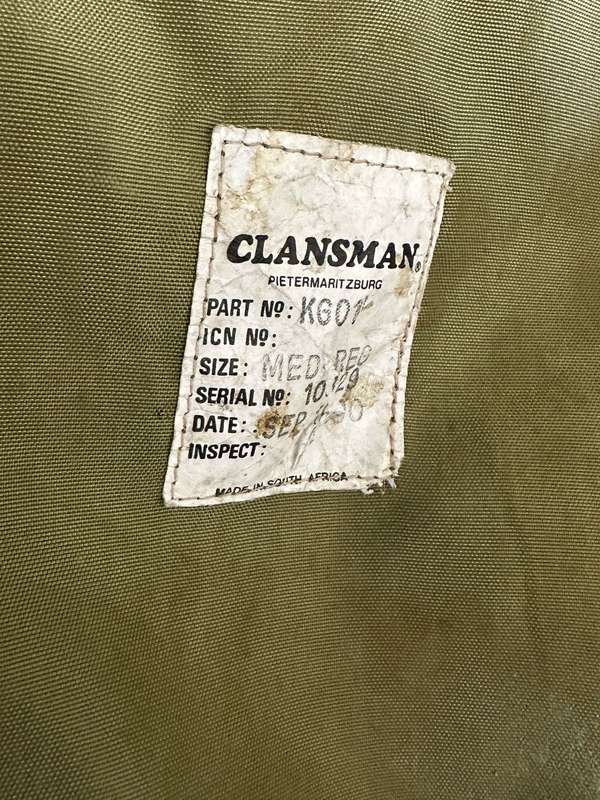 CLANSMAN®
PIETERMARITZBURG
PART Nº: KG01
ICN Nº:
SIZE: MED REG
SERIAL Nº:
DATE: SEP
INSPECT:
MADE IN SOUTH AFRICA